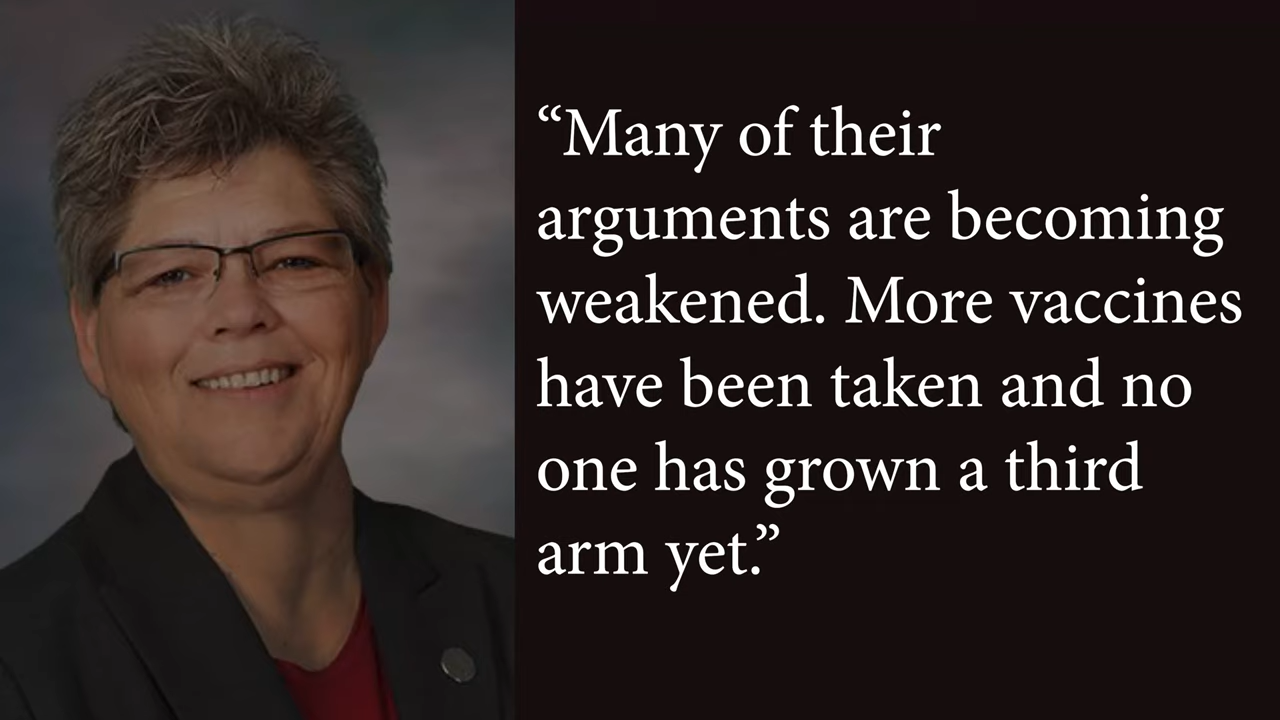 “Many of their
arguments are becoming
weakened. More vaccines
have been taken and no
one has grown a third
arm yet.”